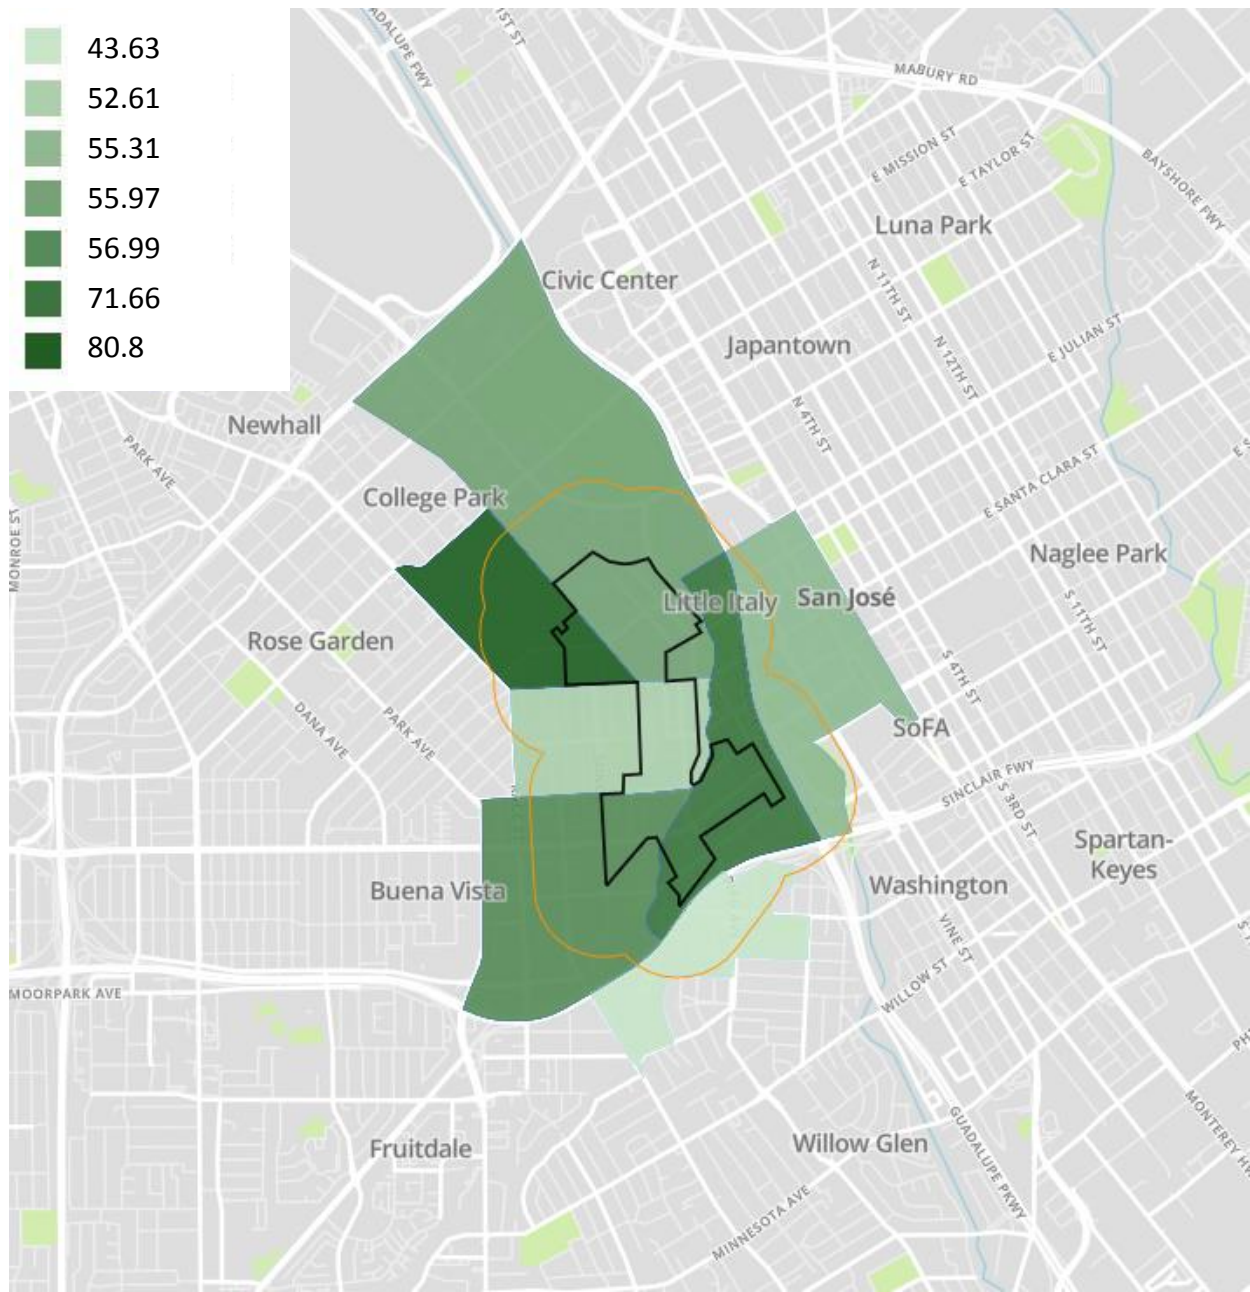 43.63
52.61
55.31
55.97
56.99
71.66
80.8
1ST ST
MABURY RD
E MISSION ST
E TAYLOR ST
BAYSHORE FWY
Luna Park
N 11TH ST
Civic Center
E JULIAN ST
Japantown
N 12TH ST
Newhall
N 4TH ST
PARK AVE
E SANTA CLARA ST
College Park
MONROE ST
Naglee Park
Little Italy
San José
S 11TH ST
Rose Garden
S 4TH ST
DANA AVE
PARK AVE
SoFA
SINCLAIR FWY
S 3RD ST
Spartan-
Keyes
Buena Vista
Washington
VINE ST
MOORPARK AVE
WILLOW ST
Fruitdale
Willow Glen
GUADALUPE PKWY
MINNESOTA AVE